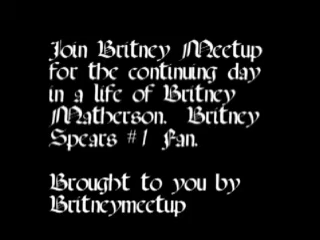 Join Britney Meetup
for the continuing day
in a life of Britney
Matherson. Britney
Spears #1 Fan.
Brought to you by
Britneymeetup